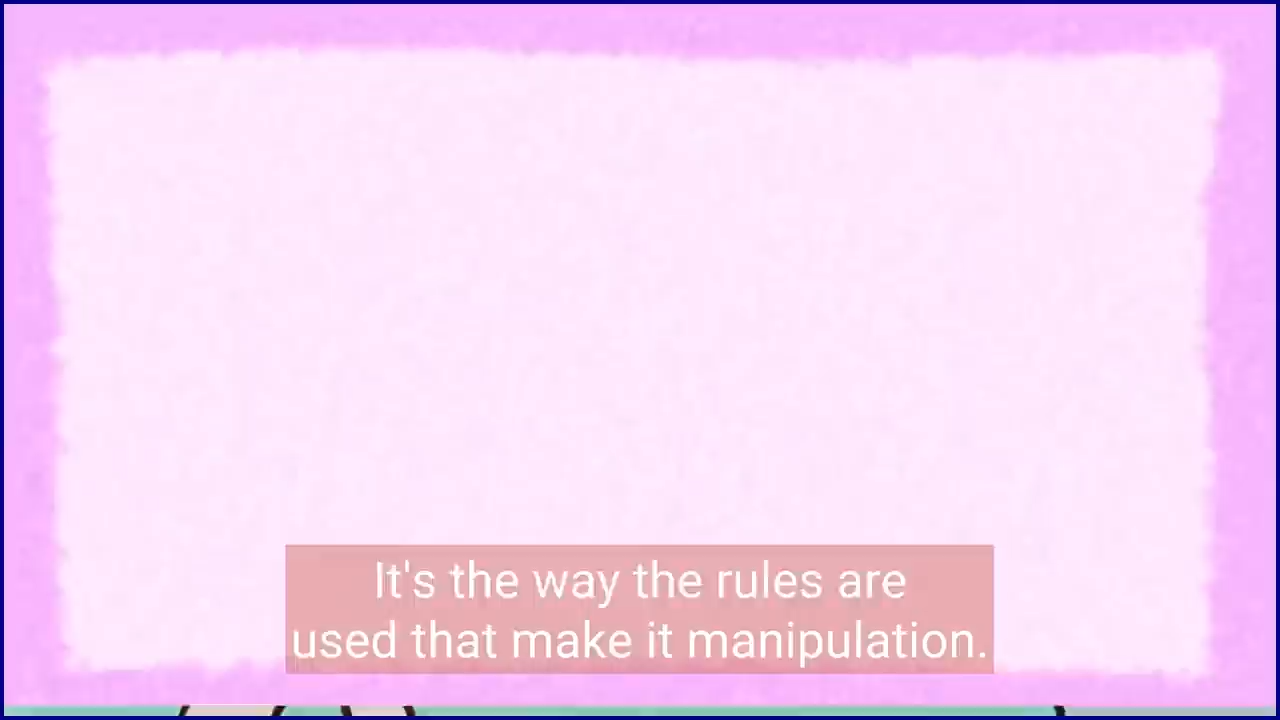 It's the way the rules are
used that make it manipulation.